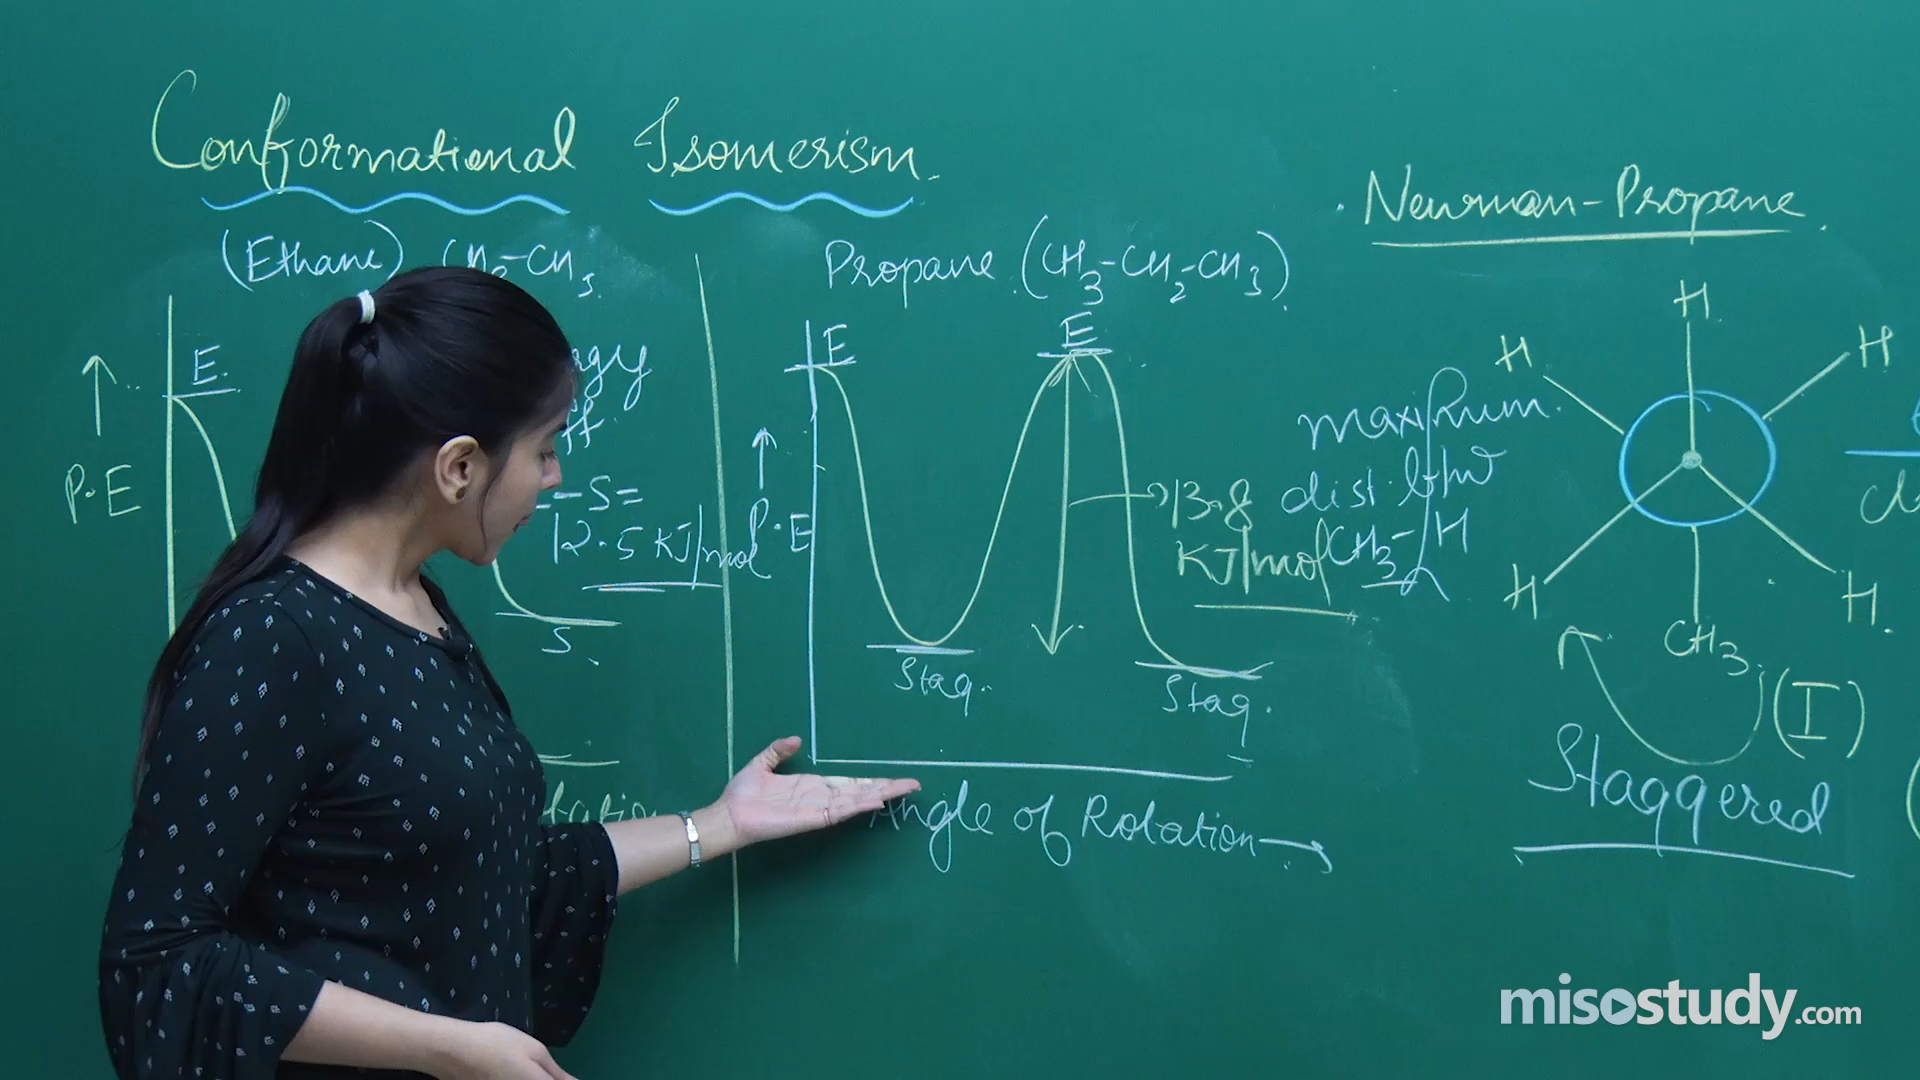 Conformational Isomerism.
(Ethane) CH3-CH3.
E.
P.E
-S=
12.5 KJ/mol
S
Propane (CH3-CH2-CH3)
E
E
P.E
13.8
KJ/mol
Stag.
Stag.
Angle of Rotation
maximum.
dist. btw
CH3-H
Newman-Propane.
H
H
H
H
H.
CH3
(I)
Staggered
misostudy.com